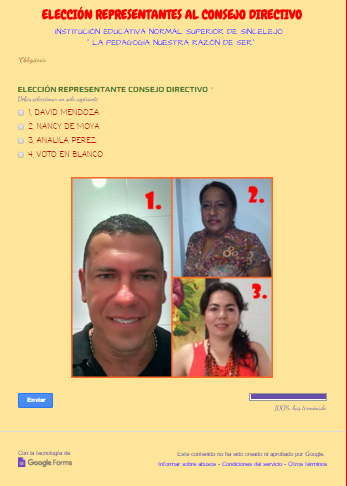 ELECCIÓN REPRESENTANTES AL CONSEJO DIRECTIVO
INSTITUCIÓN EDUCATIVA NORMAL SUPERIOR DE SINCELEJO
" LA PEDAGOGÍA NUESTRA RAZÓN DE SER"
*Obligatorio
ELECCIÓN REPRESENTANTE CONSEJO DIRECTIVO *
Debes seleccionar un solo aspirante
1, DAVID MENDOZA
2, NANCY DE MOYA
3, ANALILA PEREZ
4, VOTO EN BLANCO
1.
2.
3.
Enviar
100% has terminado
Con la tecnología de
Google Forms
Este contenido no ha sido creado ni aprobado por Google.
Informar sobre abusos - Condiciones del servicio - Otros términos